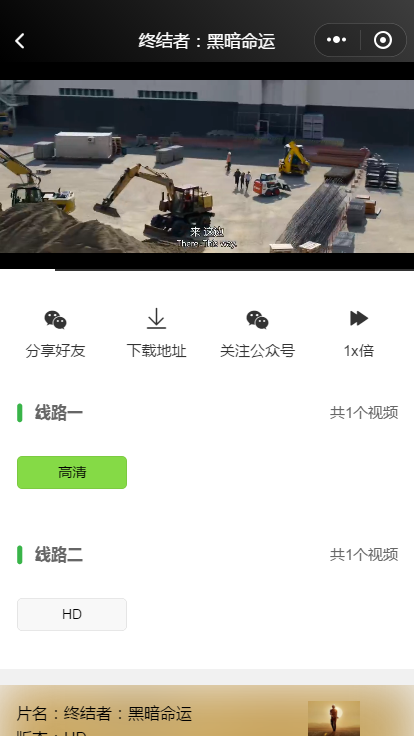 终结者：黑暗命运
来 这边
There. This way.
分享好友
下载地址
关注公众号
1x倍
线路一
共1个视频
高清
线路二
共1个视频
HD
片名：终结者：黑暗命运
版本：HD